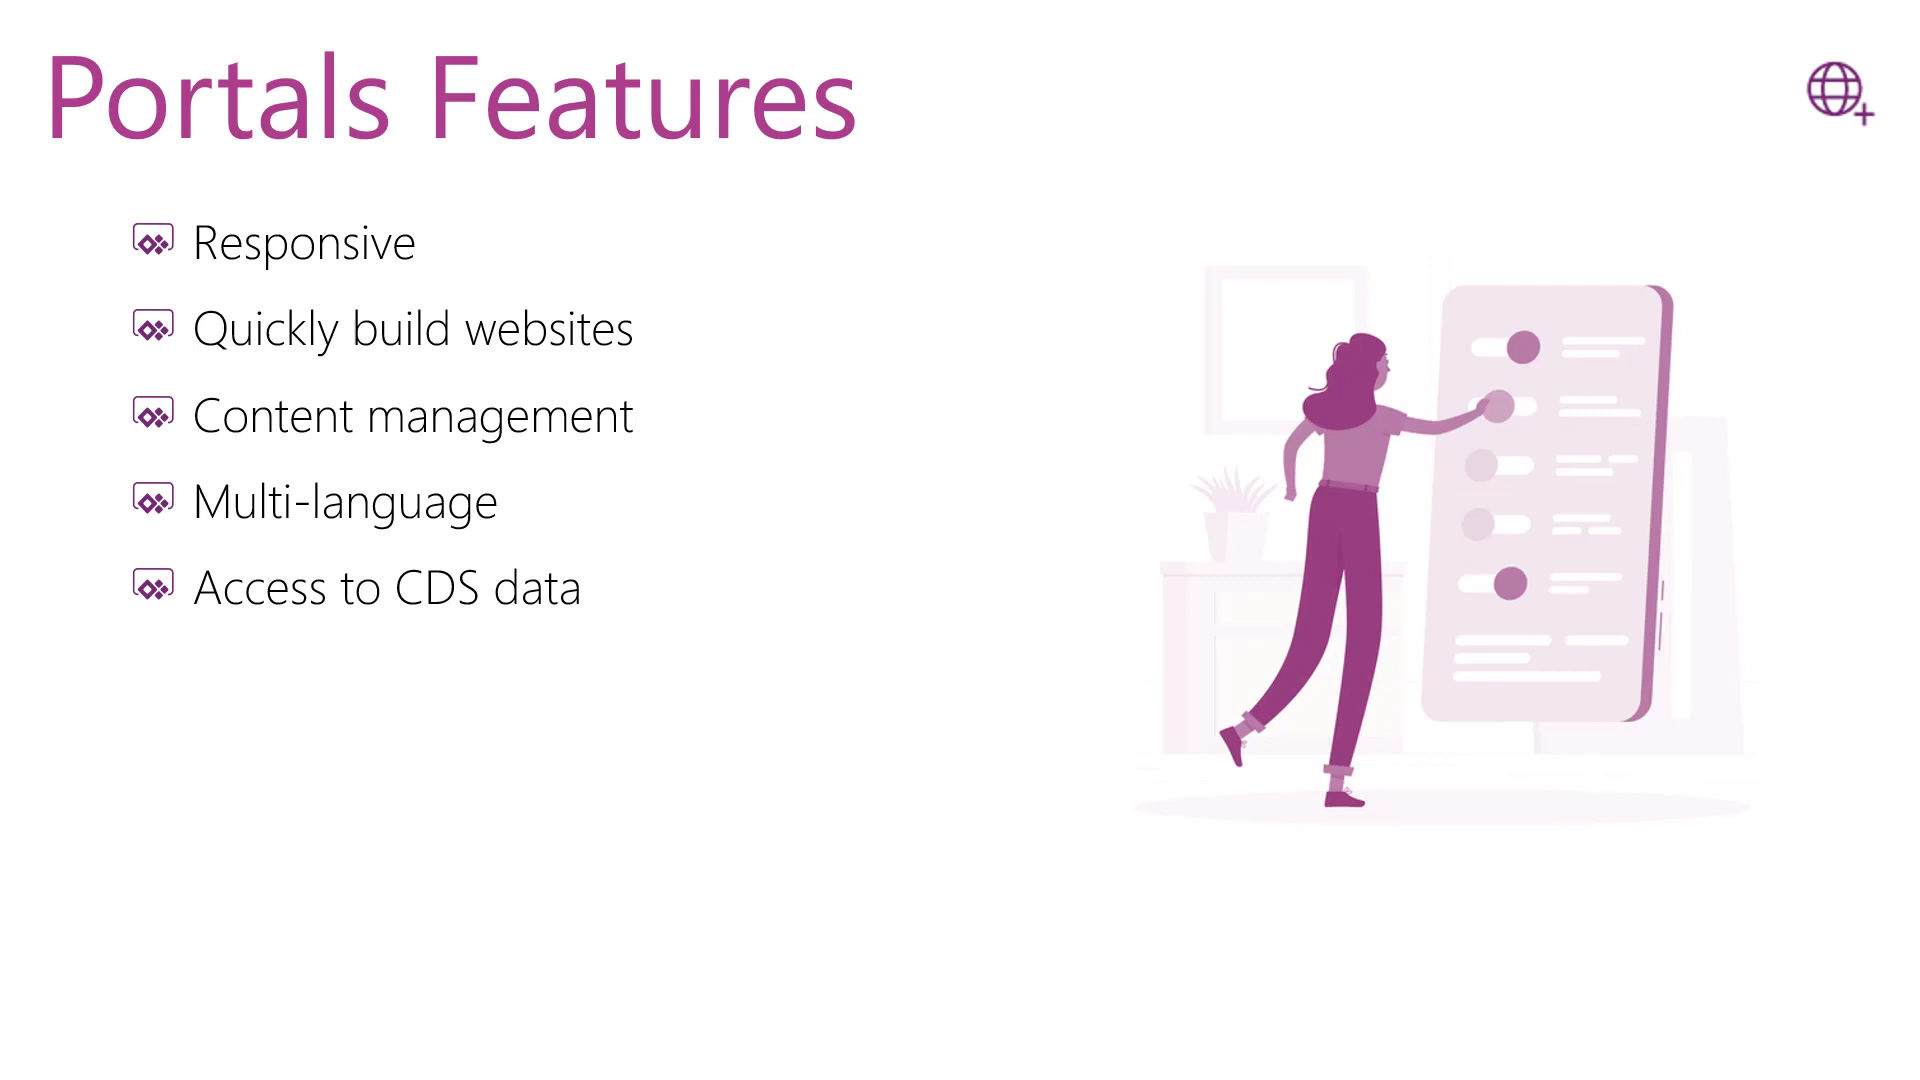 Portals Features
Responsive
Quickly build websites
Content management
Multi-language
Access to CDS data